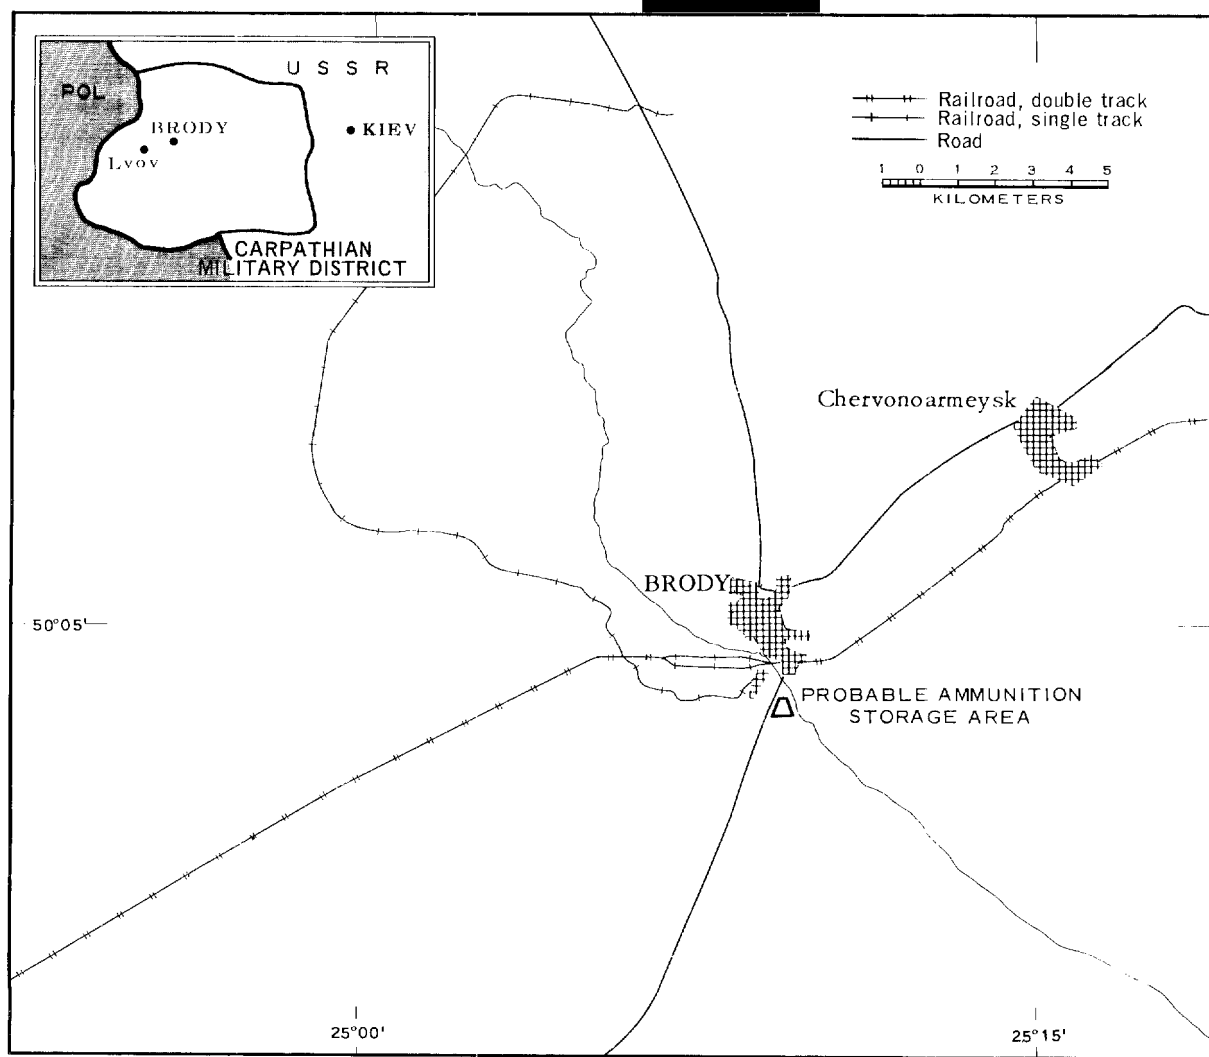 U S S R
POL
BRODY
KIEV
Lvov
CARPATHIAN
MILITARY DISTRICT
Railroad, double track
Railroad, single track
Road
1 0 1 2 3 4 5
KILOMETERS
Chervonoarmeysk
BRODY
50°05'
PROBABLE AMMUNITION
STORAGE AREA
25°00'
25°15'